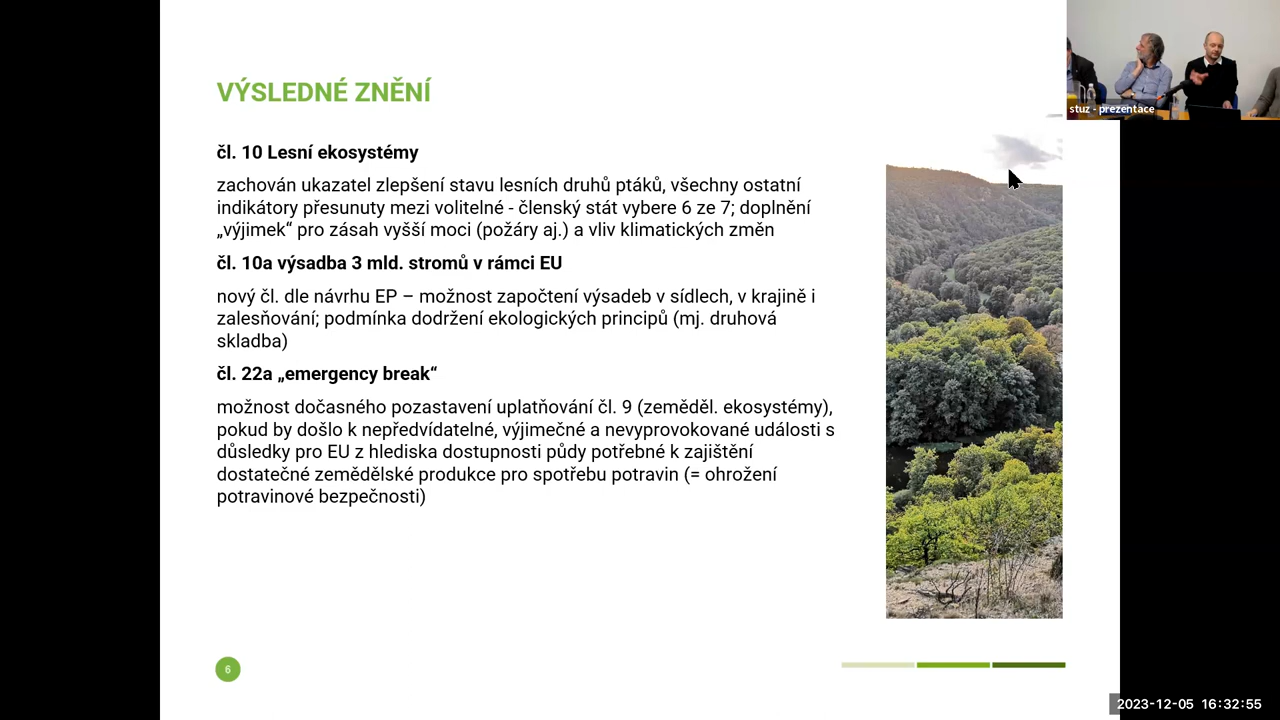 VÝSLEDNÉ ZNĚNÍ
čl. 10 Lesní ekosystémy
zachován ukazatel zlepšení stavu lesních druhů ptáků, všechny ostatní
indikátory přesunuty mezi volitelné - členský stát vybere 6 ze 7; doplnění
„výjimek“ pro zásah vyšší moci (požáry aj.) a vliv klimatických změn
čl. 10a výsadba 3 mld. stromů v rámci EU
nový čl. dle návrhu EP – možnost započtení výsadeb v sídlech, v krajině i
zalesňování; podmínka dodržení ekologických principů (mj. druhová
skladba)
čl. 22a „emergency break“
možnost dočasného pozastavení uplatňování čl. 9 (zeměděl. ekosystémy),
pokud by došlo k nepředvídatelné, výjimečné a nevyprovokované události s
důsledky pro EU z hlediska dostupnosti půdy potřebné k zajištění
dostatečné zemědělské produkce pro spotřebu potravin (= ohrožení
potravinové bezpečnosti)
6
stuz - prezentace
2023-12-05 16:32:55